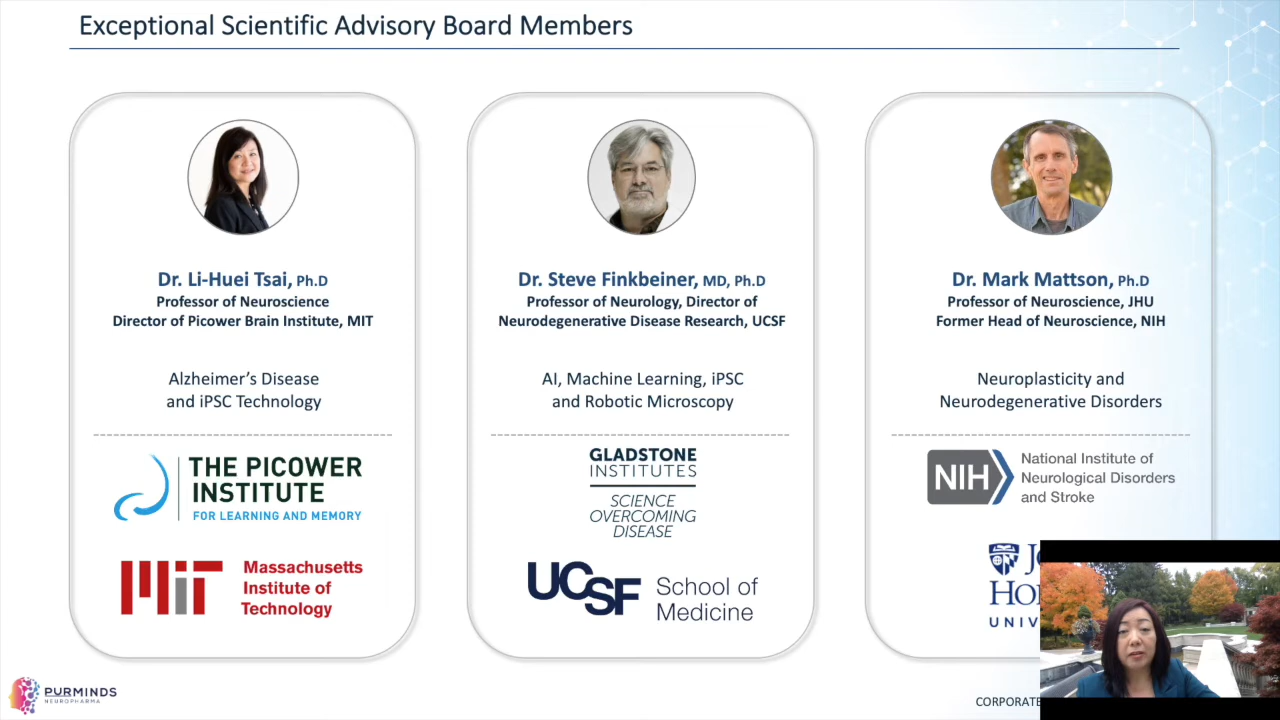 Exceptional Scientific Advisory Board Members
Dr. Li-Huei Tsai, Ph.D
Professor of Neuroscience
Director of Picower Brain Institute, MIT
Alzheimer's Disease
and iPSC Technology
THE PICOWER
INSTITUTE
FOR LEARNING AND MEMORY
MIT
Massachusetts
Institute of
Technology
Dr. Steve Finkbeiner, MD, Ph.D
Professor of Neurology, Director of
Neurodegenerative Disease Research, UCSF
AI, Machine Learning, iPSC
and Robotic Microscopy
GLADSTONE
INSTITUTES
SCIENCE
OVERCOMING
DISEASE
UCSF
School of
Medicine
Dr. Mark Mattson, Ph.D
Professor of Neuroscience, JHU
Former Head of Neuroscience, NIH
Neuroplasticity and
Neurodegenerative Disorders
NIH
National Institute of
Neurological Disorders
and Stroke
PURMINDS
NEUROPHARMA
CORPORATE